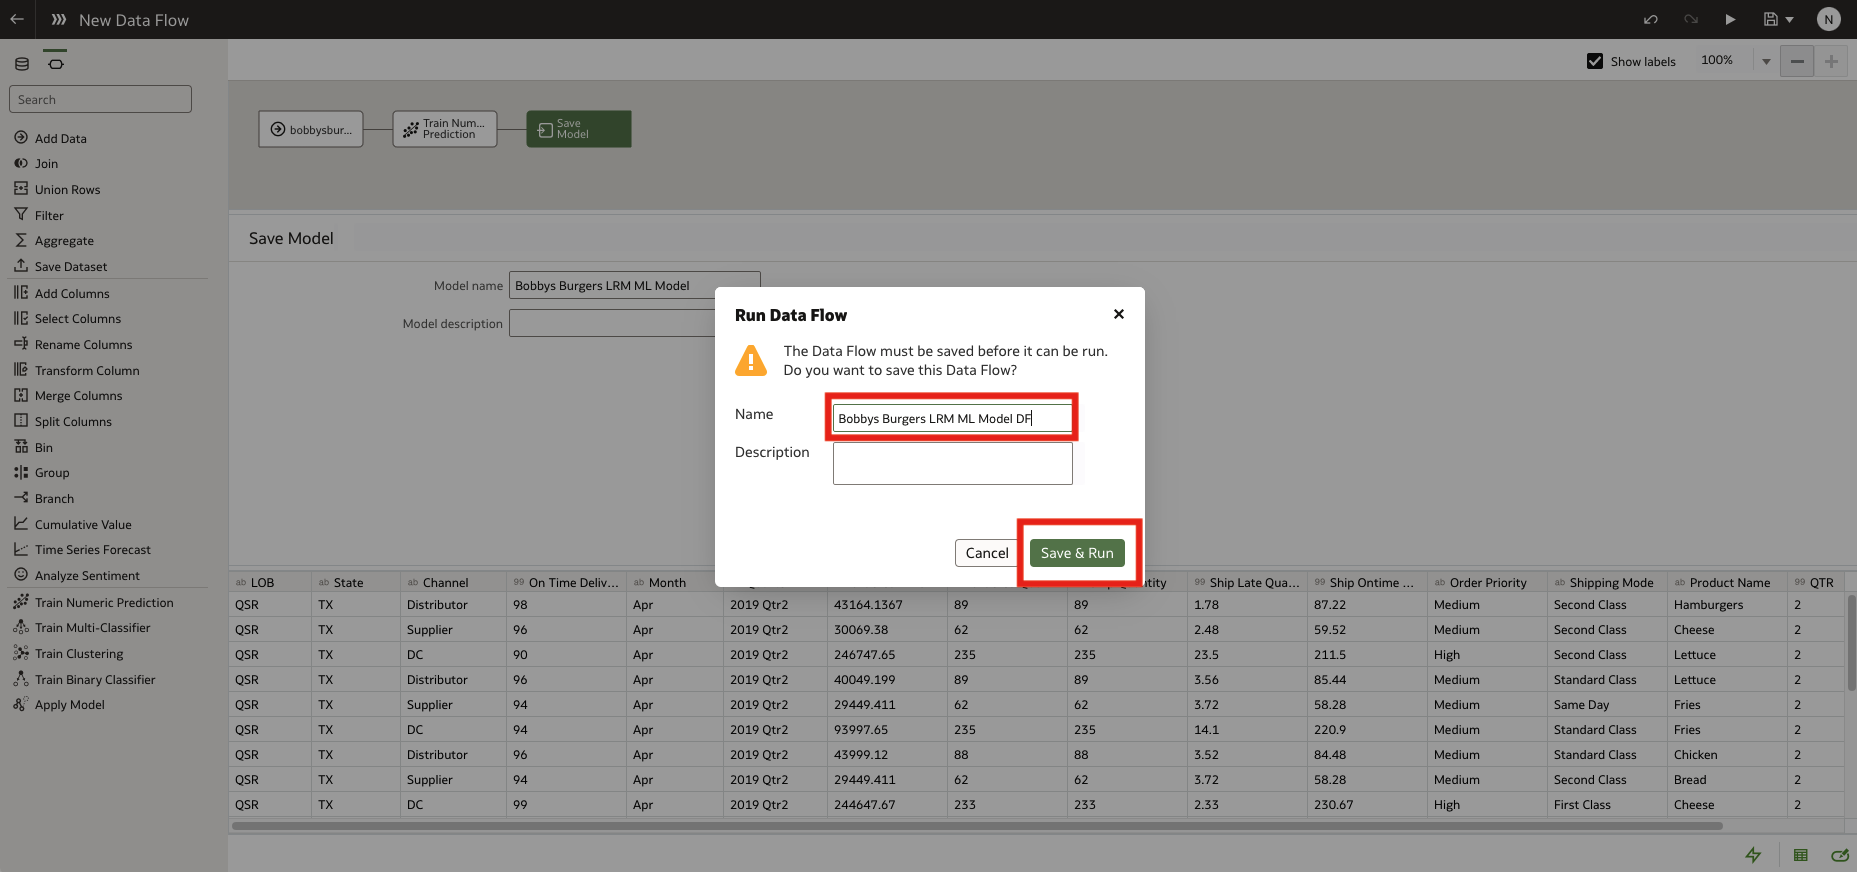 New Data Flow
N
Show labels
100%
Search
Add Data
Join
Union Rows
Filter
Aggregate
Save Dataset
Add Columns
Select Columns
Rename Columns
Transform Column
Merge Columns
Split Columns
Bin
Group
Branch
Cumulative Value
Time Series Forecast
Analyze Sentiment
Train Numeric Prediction
Train Multi-Classifier
Train Clustering
Train Binary Classifier
Apply Model
bobbysbur...
Train Num...
Prediction
Save
Model
Save Model
Model name Bobbys Burgers LRM ML Model
Model description
Run Data Flow
The Data Flow must be saved before it can be run.
Do you want to save this Data Flow?
Name Bobbys Burgers LRM ML Model DF
Description
Cancel Save & Run
ab LOB ab State ab Channel 99 On Time Deliv... ab Month 99 Ship Late Qua... 99 Ship Ontime ... ab Order Priority ab Shipping Mode ab Product Name 99 QTR
QSR TX Distributor 98 Apr 2019 Qtr2 43164.1367 89 89 1.78 87.22 Medium Second Class Hamburgers 2
QSR TX Supplier 96 Apr 2019 Qtr2 30069.38 62 62 2.48 59.52 Medium Second Class Cheese 2
QSR TX DC 90 Apr 2019 Qtr2 246747.65 235 235 23.5 211.5 High Second Class Lettuce 2
QSR TX Distributor 96 Apr 2019 Qtr2 40049.199 89 89 3.56 85.44 Medium Standard Class Lettuce 2
QSR TX Supplier 94 Apr 2019 Qtr2 29449.411 62 62 3.72 58.28 Medium Same Day Fries 2
QSR TX DC 94 Apr 2019 Qtr2 93997.65 235 235 14.1 220.9 Medium Standard Class Fries 2
QSR TX Distributor 96 Apr 2019 Qtr2 43999.12 88 88 3.52 84.48 Medium Standard Class Chicken 2
QSR TX Supplier 94 Apr 2019 Qtr2 29449.411 62 62 3.72 58.28 Medium Second Class Bread 2
QSR TX DC 99 Apr 2019 Qtr2 244647.67 233 233 2.33 230.67 High First Class Cheese 2